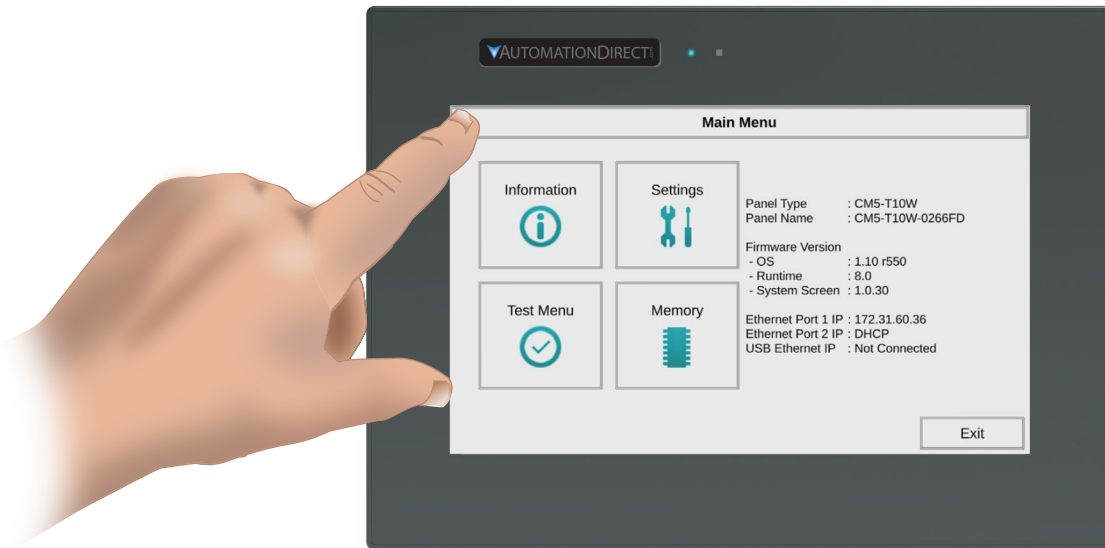 AUTOMATIONDIRECT
Main Menu
Information
Settings
Test Menu
Memory
Panel Type : CM5-T10W
Panel Name : CM5-T10W-0266FD
Firmware Version
- OS : 1.10 r550
- Runtime : 8.0
- System Screen : 1.0.30
Ethernet Port 1 IP : 172.31.60.36
Ethernet Port 2 IP : DHCP
USB Ethernet IP : Not Connected
Exit